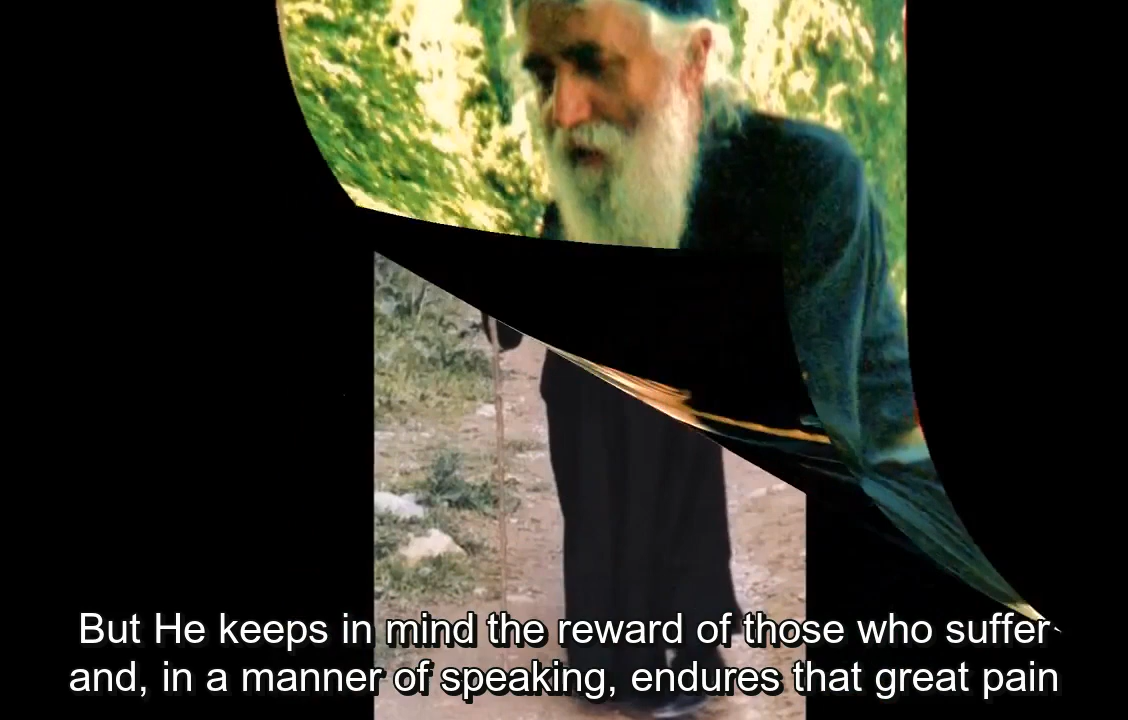 But He keeps in mind the reward of those who suffer
and, in a manner of speaking, endures that great pain